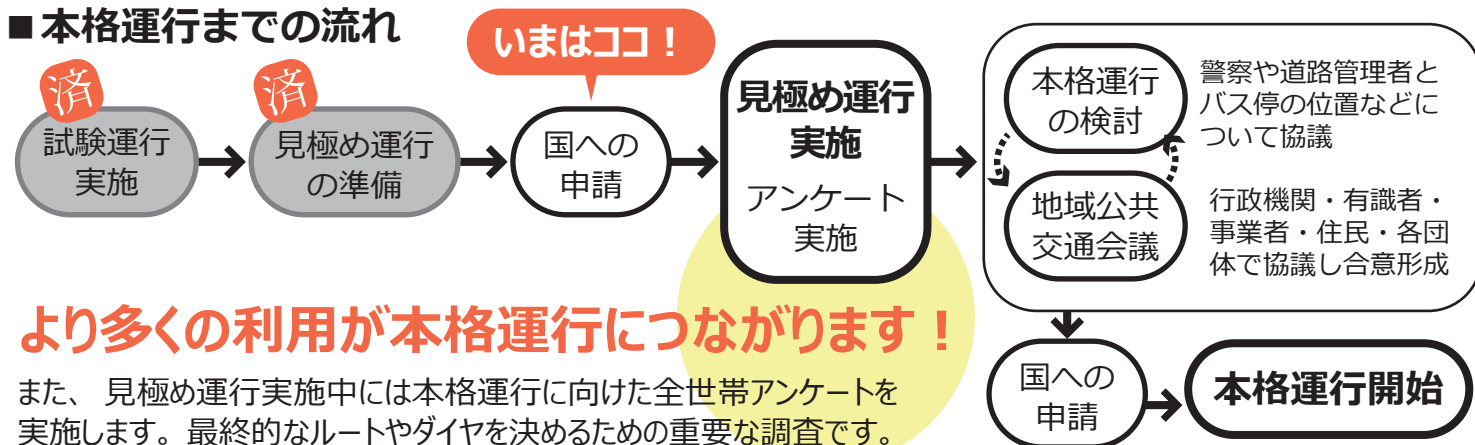 ■本格運行までの流れ
いまはココ！
済
試験運行
実施
済
見極め運行
の準備
国への
申請
見極め運行
実施
アンケート
実施
本格運行
の検討
警察や道路管理者と
バス停の位置などに
ついて協議
地域公共
交通会議
行政機関・有識者・
事業者・住民・各団
体で協議し合意形成
より多くの利用が本格運行につながります！
また、 見極め運行実施中には本格運行に向けた全世帯アンケートを
実施します。最終的なルートやダイヤを決めるための重要な調査です。
国への
申請
本格運行開始